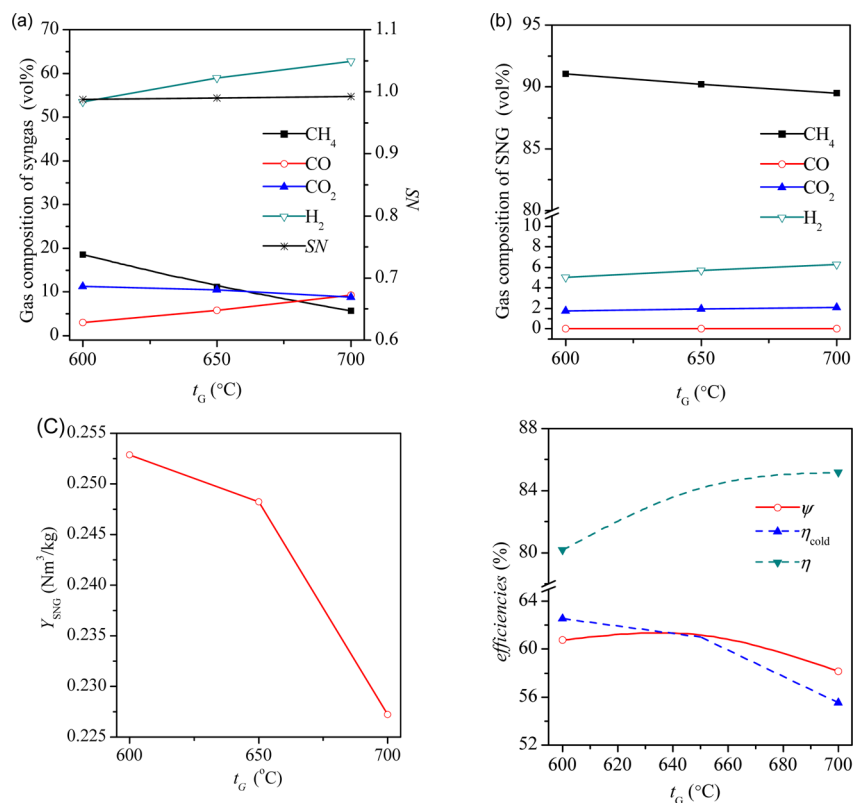 (a)
Gas composition of syngas (vol%)
70
60
50
40
30
20
10
0
1.1
1.0
0.9
0.8
0.7
0.6
SN
CH4
CO
CO2
H2
SN
600
650
700
tG (°C)
(b)
Gas composition of SNG (vol%)
95
90
85
80
8
6
4
2
0
CH4
CO
CO2
H2
600
650
700
tG (°C)
(C)
YSNG (Nm3/kg)
0.255
0.250
0.245
0.240
0.235
0.230
0.225
600
650
700
tG (°C)
efficiencies (%)
88
84
80
64
60
56
52
ψ
ηcold
η
600
620
640
660
680
700
tG (°C)